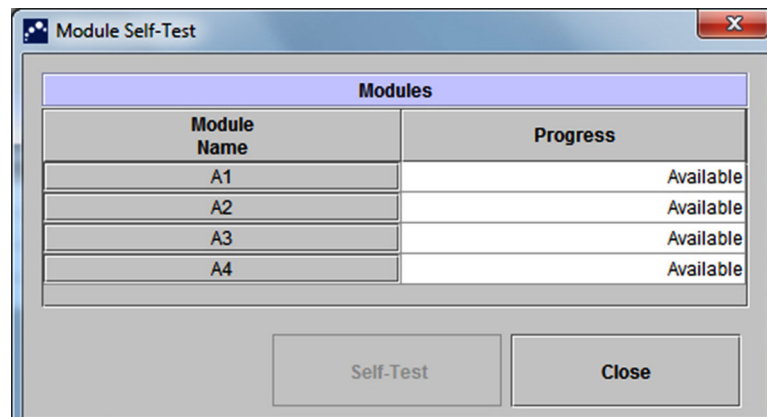 Module Self-Test
Modules
Module
Name
Progress
A1 Available
A2 Available
A3 Available
A4 Available
Self-Test Close